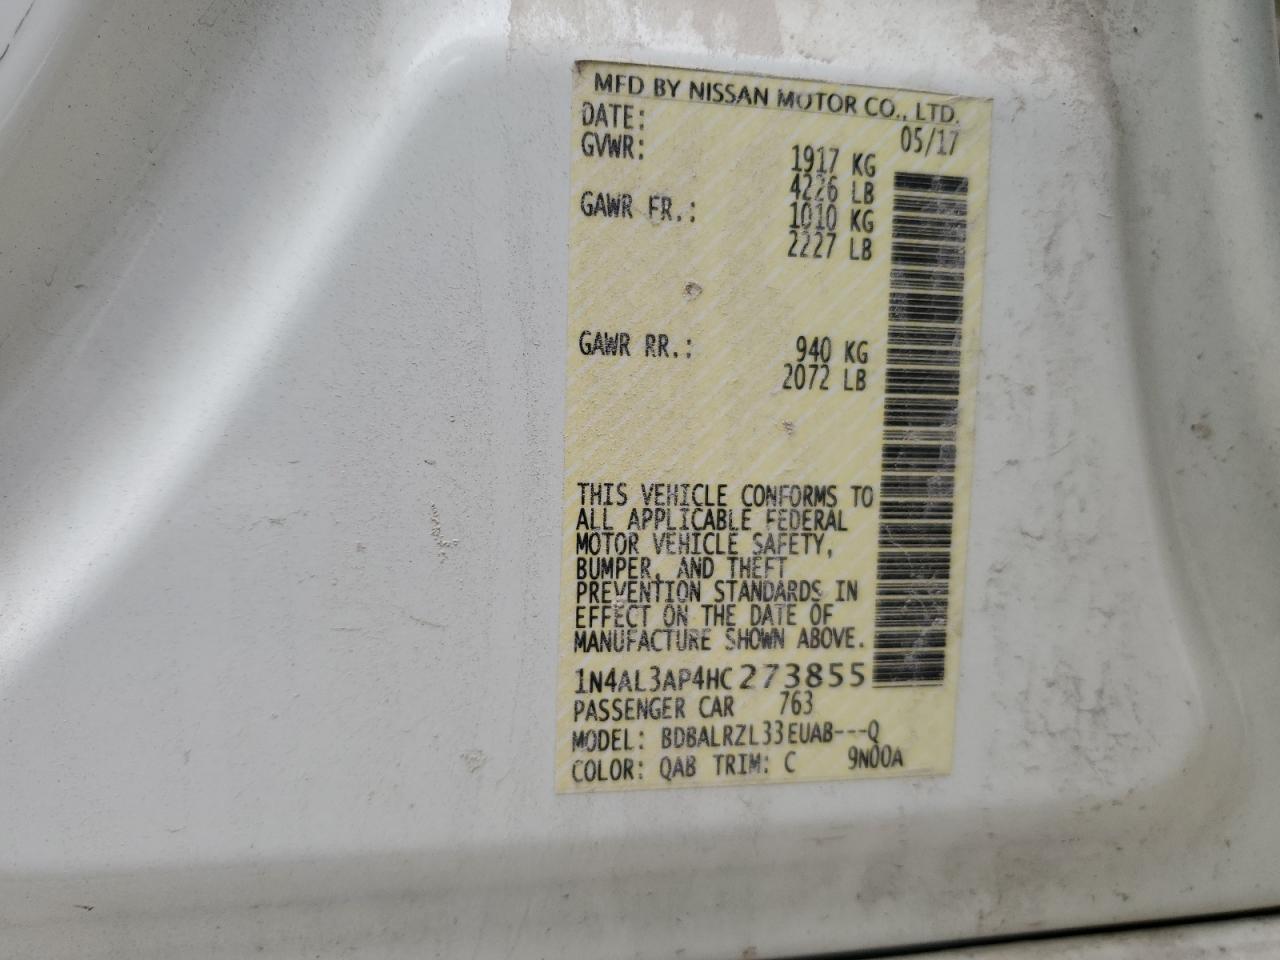 MFD BY NISSAN MOTOR CO., LTD.
DATE: 05/17
GVWR: 1917 KG
4226 LB
GAWR FR.: 1010 KG
2227 LB
GAWR RR.: 940 KG
2072 LB
THIS VEHICLE CONFORMS TO
ALL APPLICABLE FEDERAL
MOTOR VEHICLE SAFETY,
BUMPER, AND THEFT
PREVENTION STANDARDS IN
EFFECT ON THE DATE OF
MANUFACTURE SHOWN ABOVE.
1N4AL3AP4HC273855
PASSENGER CAR 763
MODEL: BDBALRZL33EUAB---Q
COLOR: QAB TRIM: C 9N00A